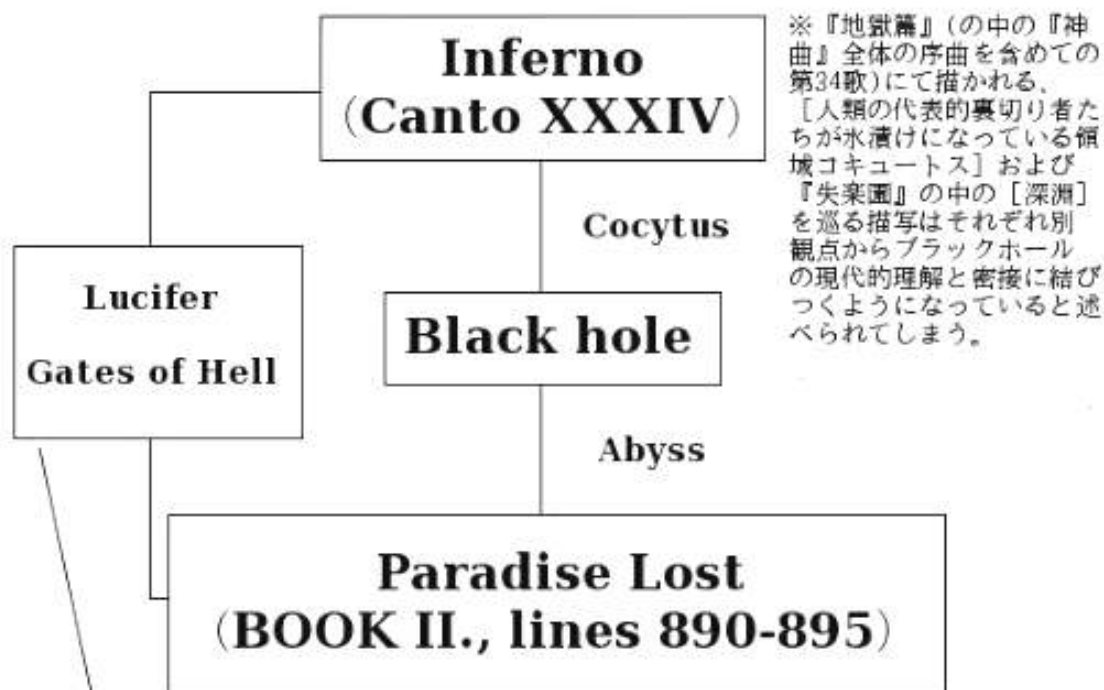 Inferno
(Canto XXXIV)
※『地獄篇』(の中の『神
曲』全体の序曲を含めての
第34歌)にて描かれる、
[人類の代表的裏切り者た
ちが氷漬けになっている領
域コキュートス]および
『失楽園』の中の[深淵]
を巡る描写はそれぞれ別
観点からブラックホール
の現代的理解と密接に結び
つくようになっていると述
べられてしまう。
Cocytus
Lucifer
Gates of Hell
Black hole
Abyss
Paradise Lost
(BOOK II., lines 890-895)